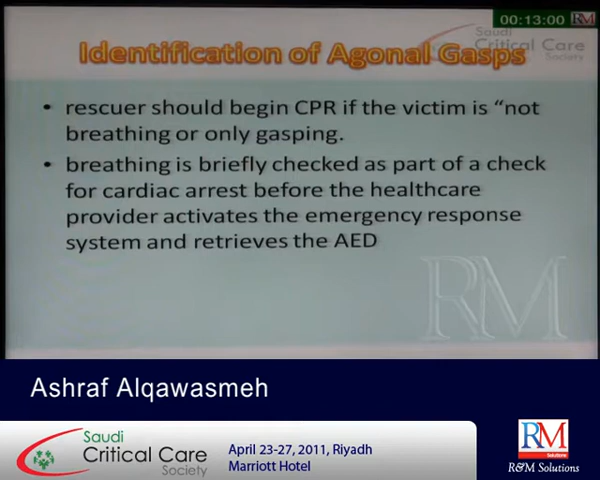 00:13:00 RM
Saudi
Critical Care
Society
Identification of Agonal Gasps
• rescuer should begin CPR if the victim is “not
breathing or only gasping.
• breathing is briefly checked as part of a check
for cardiac arrest before the healthcare
provider activates the emergency response
system and retrieves the AED
RM
Ashraf Alqawasmeh
Saudi
Critical Care
Society
April 23-27, 2011, Riyadh
Marriott Hotel
RM
Solutions
R&M Solutions